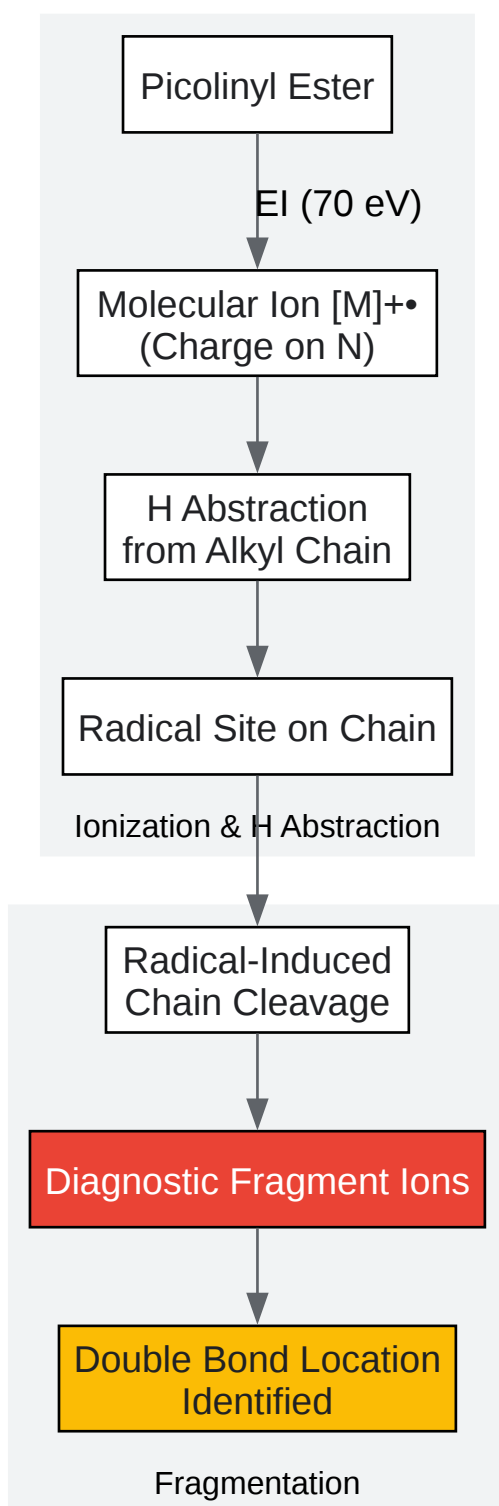 Picolinyl Ester
EI (70 eV)
Molecular Ion [M]+•
(Charge on N)
H Abstraction
from Alkyl Chain
Radical Site on Chain
Ionization & H Abstraction
Radical-Induced
Chain Cleavage
Diagnostic Fragment Ions
Double Bond Location
Identified
Fragmentation